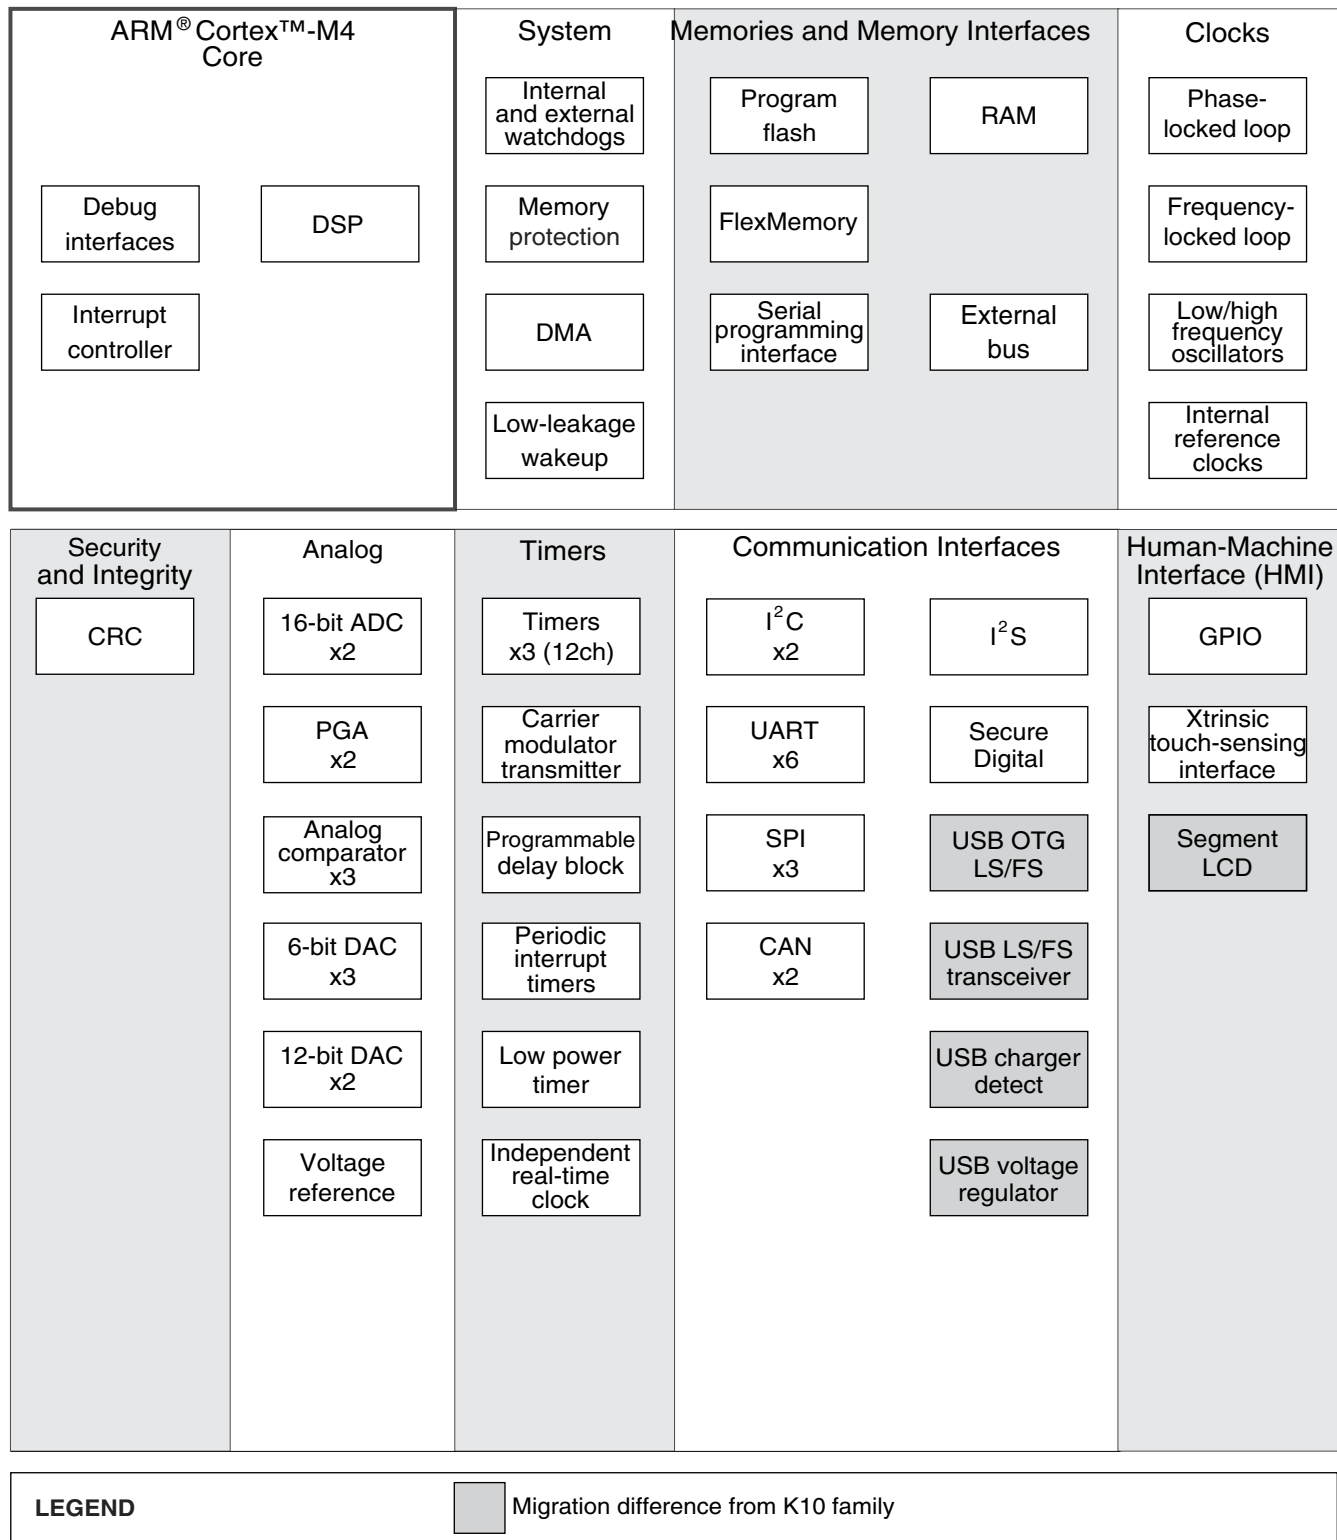 ARM® Cortex™-M4
Core
Debug
interfaces
DSP
Interrupt
controller
System
Internal
and external
watchdogs
Memory
protection
DMA
Low-leakage
wakeup
Memories and Memory Interfaces
Program
flash
RAM
FlexMemory
Serial
programming
interface
External
bus
Clocks
Phase-
locked loop
Frequency-
locked loop
Low/high
frequency
oscillators
Internal
reference
clocks
Security
and Integrity
CRC
Analog
16-bit ADC
x2
PGA
x2
Analog
comparator
x3
6-bit DAC
x3
12-bit DAC
x2
Voltage
reference
Timers
Timers
x3 (12ch)
Carrier
modulator
transmitter
Programmable
delay block
Periodic
interrupt
timers
Low power
timer
Independent
real-time
clock
Communication Interfaces
I²C
x2
I²S
UART
x6
Secure
Digital
SPI
x3
USB OTG
LS/FS
CAN
x2
USB LS/FS
transceiver
USB charger
detect
USB voltage
regulator
Human-Machine
Interface (HMI)
GPIO
Xtrinsic
touch-sensing
interface
Segment
LCD
LEGEND
Migration difference from K10 family